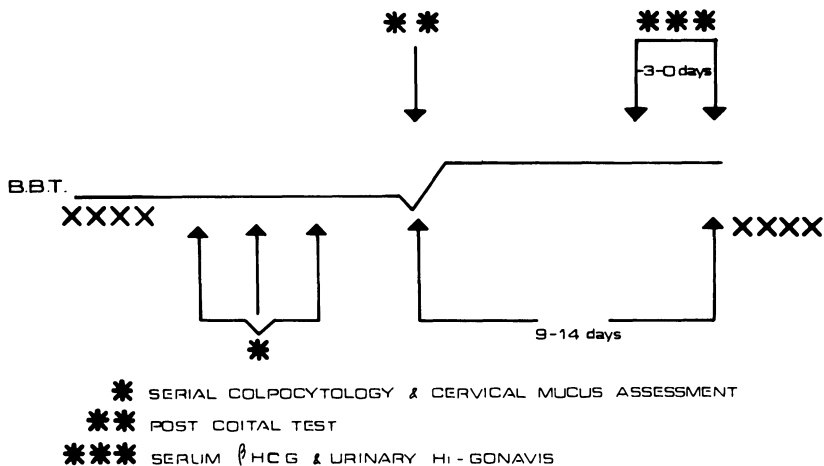 ** ***
-3-0 days
B.B.T.
XXXX XXXX
9-14 days
*
* SERIAL COLPOCYTOLOGY & CERVICAL MUCUS ASSESSMENT
** POST COITAL TEST
*** SERUM βHCG & URINARY Hi-GONAVIS